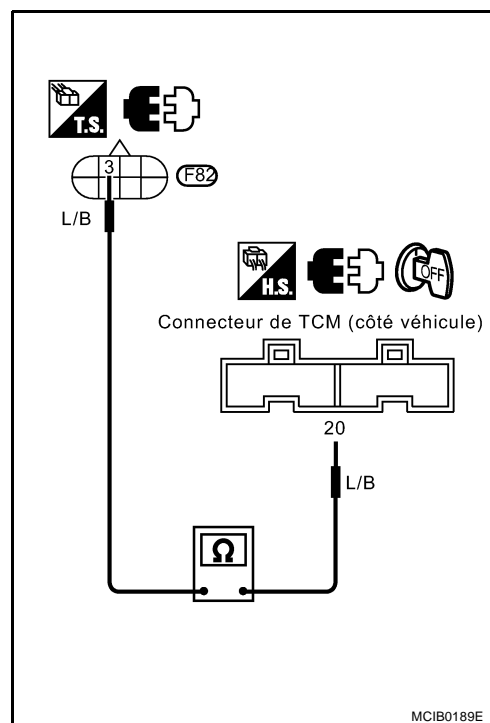 T.S.
3
F82
L/B
H.S.
OFF
Connecteur de TCM (côté véhicule)
20
L/B
Ω
MCIB0189E